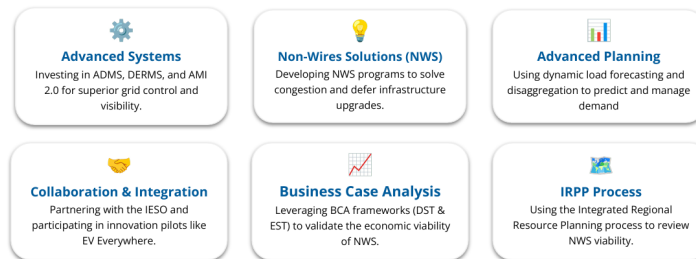 Advanced Systems
Investing in ADMS, DERMS, and AMI
2.0 for superior grid control and
visibility.
Non-Wires Solutions (NWS)
Developing NWS programs to solve
congestion and defer infrastructure
upgrades.
Advanced Planning
Using dynamic load forecasting and
disaggregation to predict and manage
demand
Collaboration & Integration
Partnering with the IESO and
participating in innovation pilots like
EV Everywhere.
Business Case Analysis
Leveraging BCA frameworks (DST &
EST) to validate the economic viability
of NWS.
IRPP Process
Using the Integrated Regional
Resource Planning process to review
NWS viability.